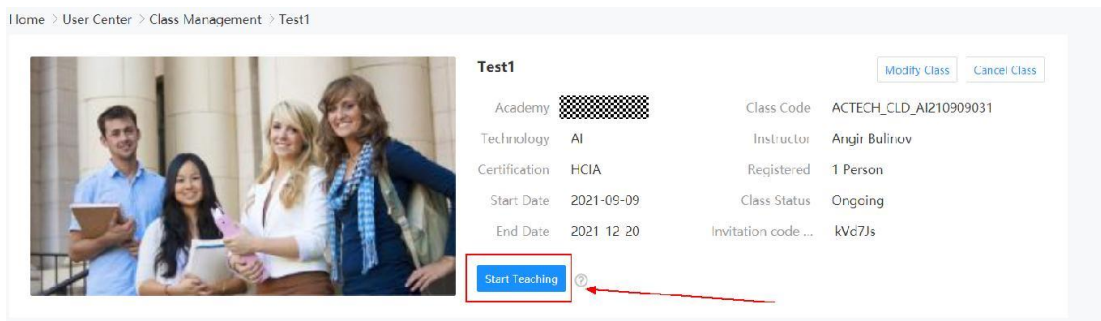 Home > User Center > Class Management > Test1
Test1
Modify Class
Cancel Class
Academy
Class Code ACTECH_CLD_AI210909031
Technology AI
Instructor Angir Bulinov
Certification HCIA
Registered 1 Person
Start Date 2021-09-09
Class Status Ongoing
End Date 2021-12-20
Invitation code ... kVd7Js
Start Teaching ?